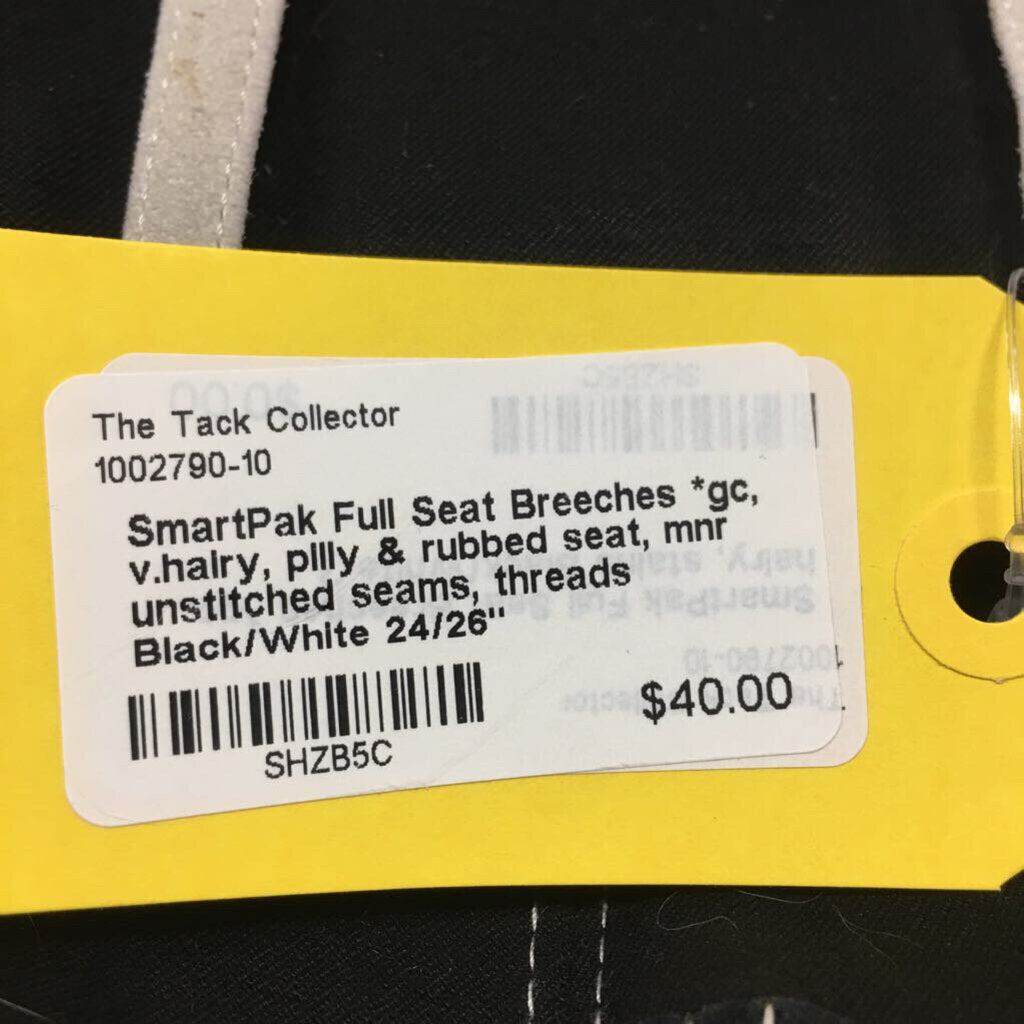 The Tack Collector
1002790-10
SmartPak Full Seat Breeches *gc,
v.hairy, pilly & rubbed seat, mnr
unstitched seams, threads
Black/White 24/26"
SHZB5C
$40.00